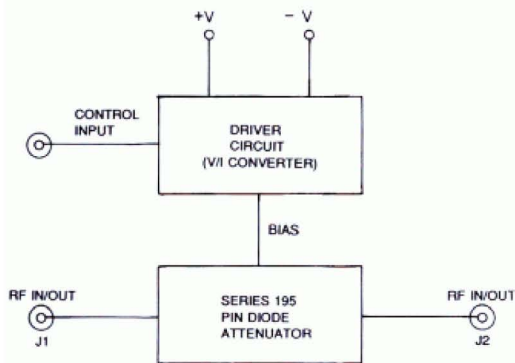 +V
− V
CONTROL
INPUT
DRIVER
CIRCUIT
(V/I CONVERTER)
BIAS
RF IN/OUT
J1
SERIES 195
PIN DIODE
ATTENUATOR
RF IN/OUT
J2